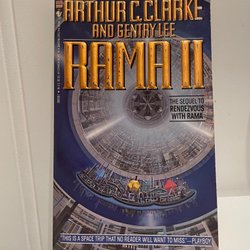 ARTHUR C. CLARKE
AND GENTRY LEE
RAMA II
THE SEQUEL TO
RENDEZVOUS
WITH RAMA
"THIS IS A SPACE TRIP THAT NO READER WILL WANT TO MISS."—PLAYBOY